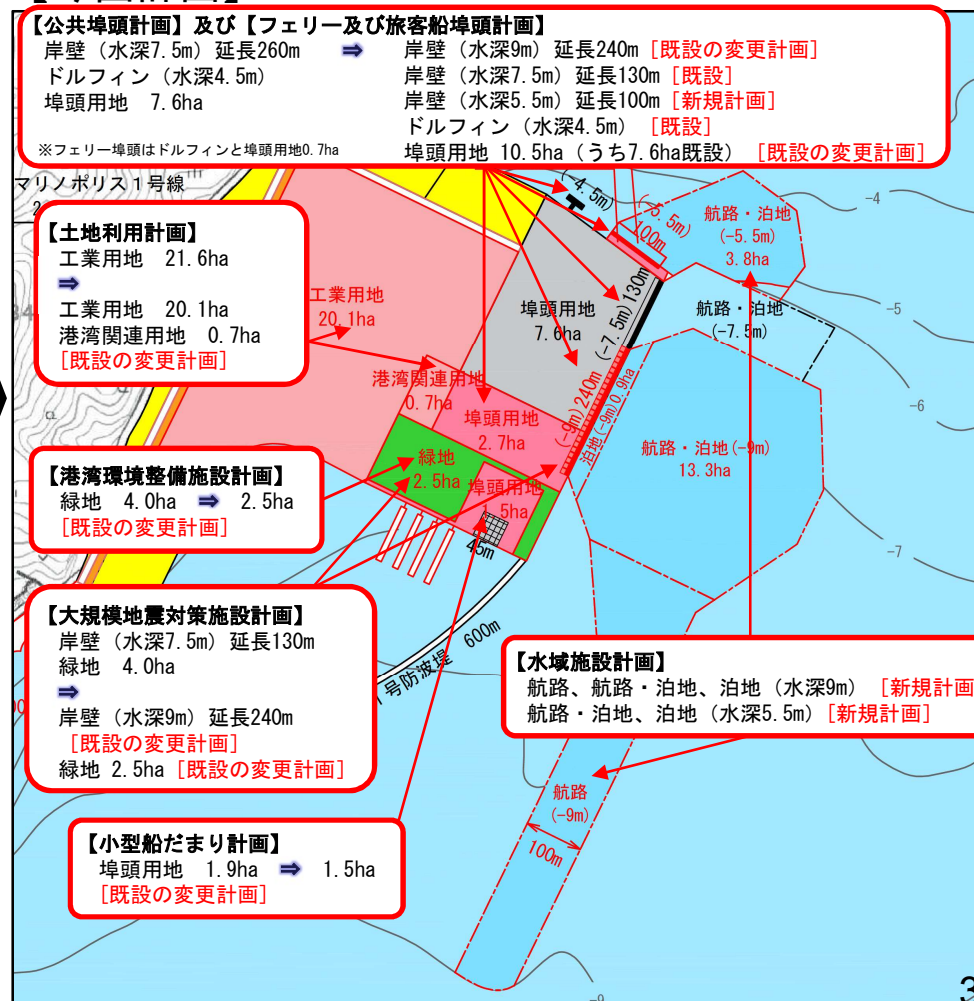 【公共埠頭計画】及び【フェリー及び旅客船埠頭計画】
岸壁（水深7.5m）延長260m ⇒ 岸壁（水深9m）延長240m [既設の変更計画]
ドルフィン（水深4.5m） 岸壁（水深7.5m）延長130m [既設]
埠頭用地 7.6ha 岸壁（水深5.5m）延長100m [新規計画]
ドルフィン（水深4.5m） [既設]
※フェリー埠頭はドルフィンと埠頭用地0.7ha 埠頭用地 10.5ha（うち7.6ha既設） [既設の変更計画]
マリノポリス１号線
2
(-4.5m)
(-5.5m)
100m
航路・泊地
(-5.5m)
3.8ha
-4
【土地利用計画】
工業用地 21.6ha
⇒
工業用地 20.1ha
港湾関連用地 0.7ha
[既設の変更計画]
工業用地
20.1ha
埠頭用地
7.6ha
(-7.5m)130m
航路・泊地
(-7.5m)
-5
-6
港湾関連用地
0.7ha
埠頭用地
2.7ha
(-9m)240m
泊地(-9m)0.9ha
航路・泊地(-9m)
13.3ha
【港湾環境整備施設計画】
緑地 4.0ha ⇒ 2.5ha
[既設の変更計画]
緑地
2.5ha
埠頭用地
1.5ha
45m
-7
【大規模地震対策施設計画】
岸壁（水深7.5m）延長130m
緑地 4.0ha
⇒
岸壁（水深9m）延長240m
[既設の変更計画]
緑地 2.5ha [既設の変更計画]
号防波堤 600m
【水域施設計画】
航路、航路・泊地、泊地（水深9m） [新規計画
航路・泊地、泊地（水深5.5m）[新規計画]
航路
(-9m)
100m
【小型船だまり計画】
埠頭用地 1.9ha ⇒ 1.5ha
[既設の変更計画]
-9
3